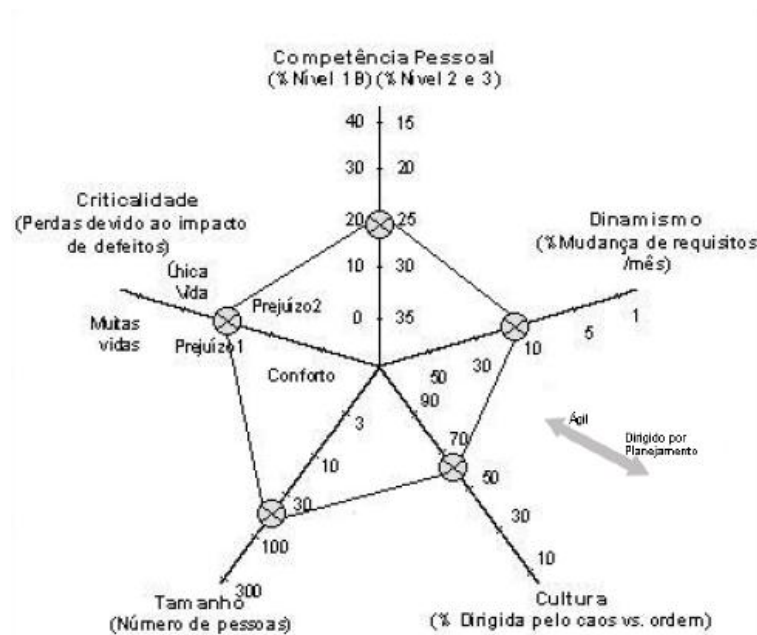 Competência Pessoal
(% Nível 1B) (% Nível 2 e 3)
40 15
30 20
20 25
10 30
0 35
Criticalidade
(Perdas devido ao impacto
de defeitos)
Única
Vida
Muitas
vidas
Prejuízo2
Prejuízo1
Conforto
Dinamismo
(%Mudança de requisitos
/mês)
50
30
10
5
1
Ágil
Dirigido por
Planejamento
90
70
50
30
10
Cultura
(% Dirigida pelo caos vs. ordem)
3
10
30
100
300
Tamanho
(Número de pessoas)